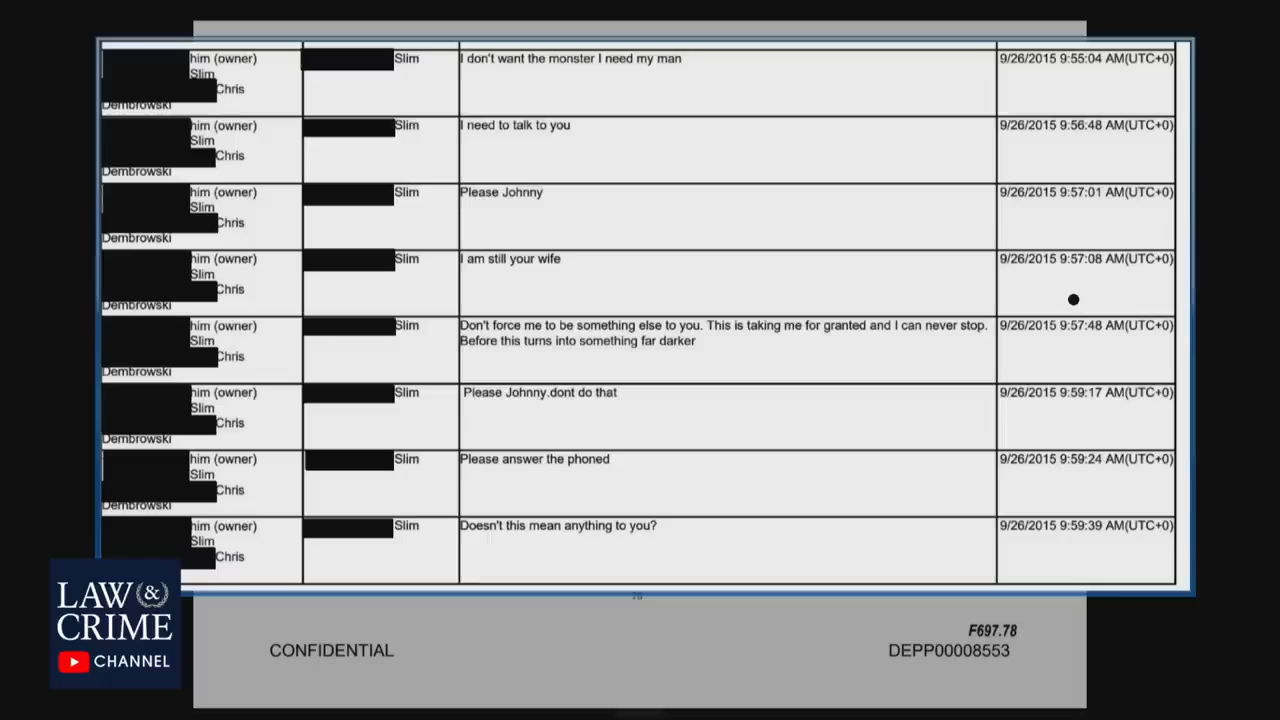 him (owner) Slim I don't want the monster I need my man 9/26/2015 9:55:04 AM(UTC+0)
Slim
Chris
Dembrowski
him (owner) Slim I need to talk to you 9/26/2015 9:56:48 AM(UTC+0)
Slim
Chris
Dembrowski
him (owner) Slim Please Johnny 9/26/2015 9:57:01 AM(UTC+0)
Slim
Chris
Dembrowski
him (owner) Slim I am still your wife 9/26/2015 9:57:08 AM(UTC+0)
Slim
Chris
Dembrowski
him (owner) Slim Don't force me to be something else to you. This is taking me for granted and I can never stop. 9/26/2015 9:57:48 AM(UTC+0)
Slim Before this turns into something far darker
Chris
Dembrowski
him (owner) Slim Please Johnny.dont do that 9/26/2015 9:59:17 AM(UTC+0)
Slim
Chris
Dembrowski
him (owner) Slim Please answer the phoned 9/26/2015 9:59:24 AM(UTC+0)
Slim
Chris
Dembrowski
him (owner) Slim Doesn't this mean anything to you? 9/26/2015 9:59:39 AM(UTC+0)
Slim
Chris
78
F697.78
CONFIDENTIAL DEPP00008553
LAW &
CRIME
CHANNEL